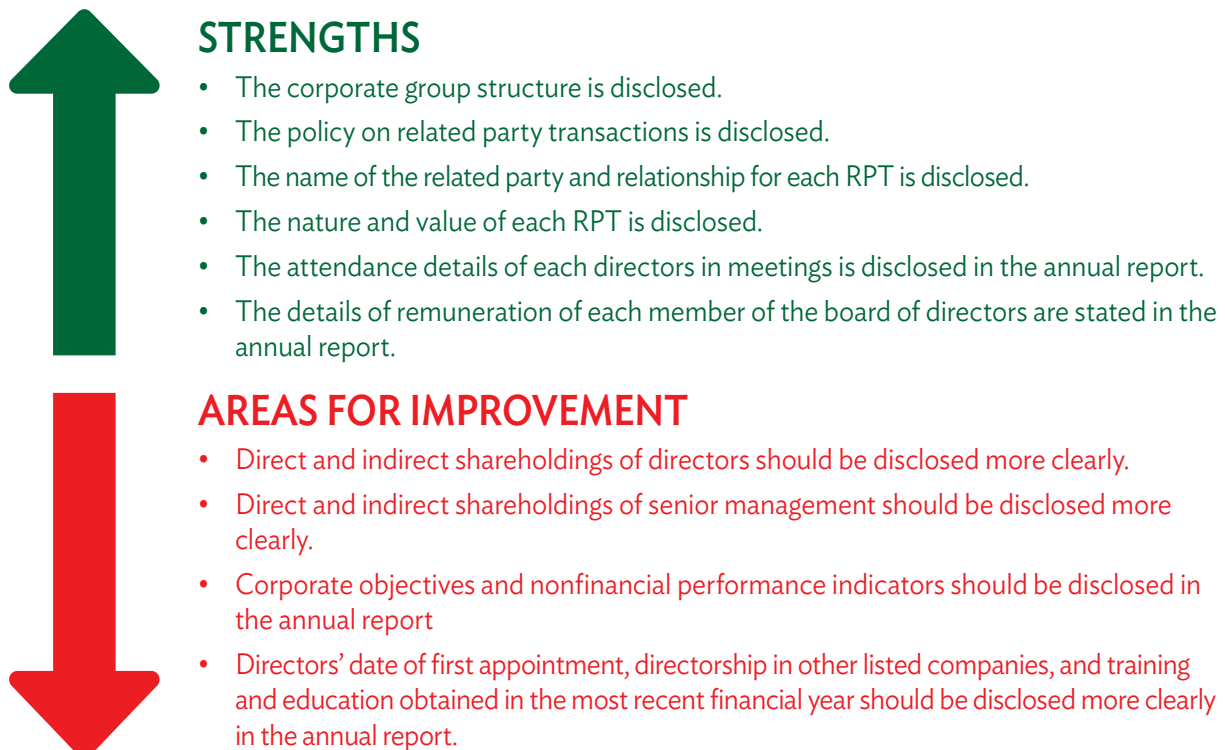 STRENGTHS
• The corporate group structure is disclosed.
• The policy on related party transactions is disclosed.
• The name of the related party and relationship for each RPT is disclosed.
• The nature and value of each RPT is disclosed.
• The attendance details of each directors in meetings is disclosed in the annual report.
• The details of remuneration of each member of the board of directors are stated in the
annual report.
AREAS FOR IMPROVEMENT
• Direct and indirect shareholdings of directors should be disclosed more clearly.
• Direct and indirect shareholdings of senior management should be disclosed more
clearly.
• Corporate objectives and nonfinancial performance indicators should be disclosed in
the annual report
• Directors’ date of first appointment, directorship in other listed companies, and training
and education obtained in the most recent financial year should be disclosed more clearly
in the annual report.